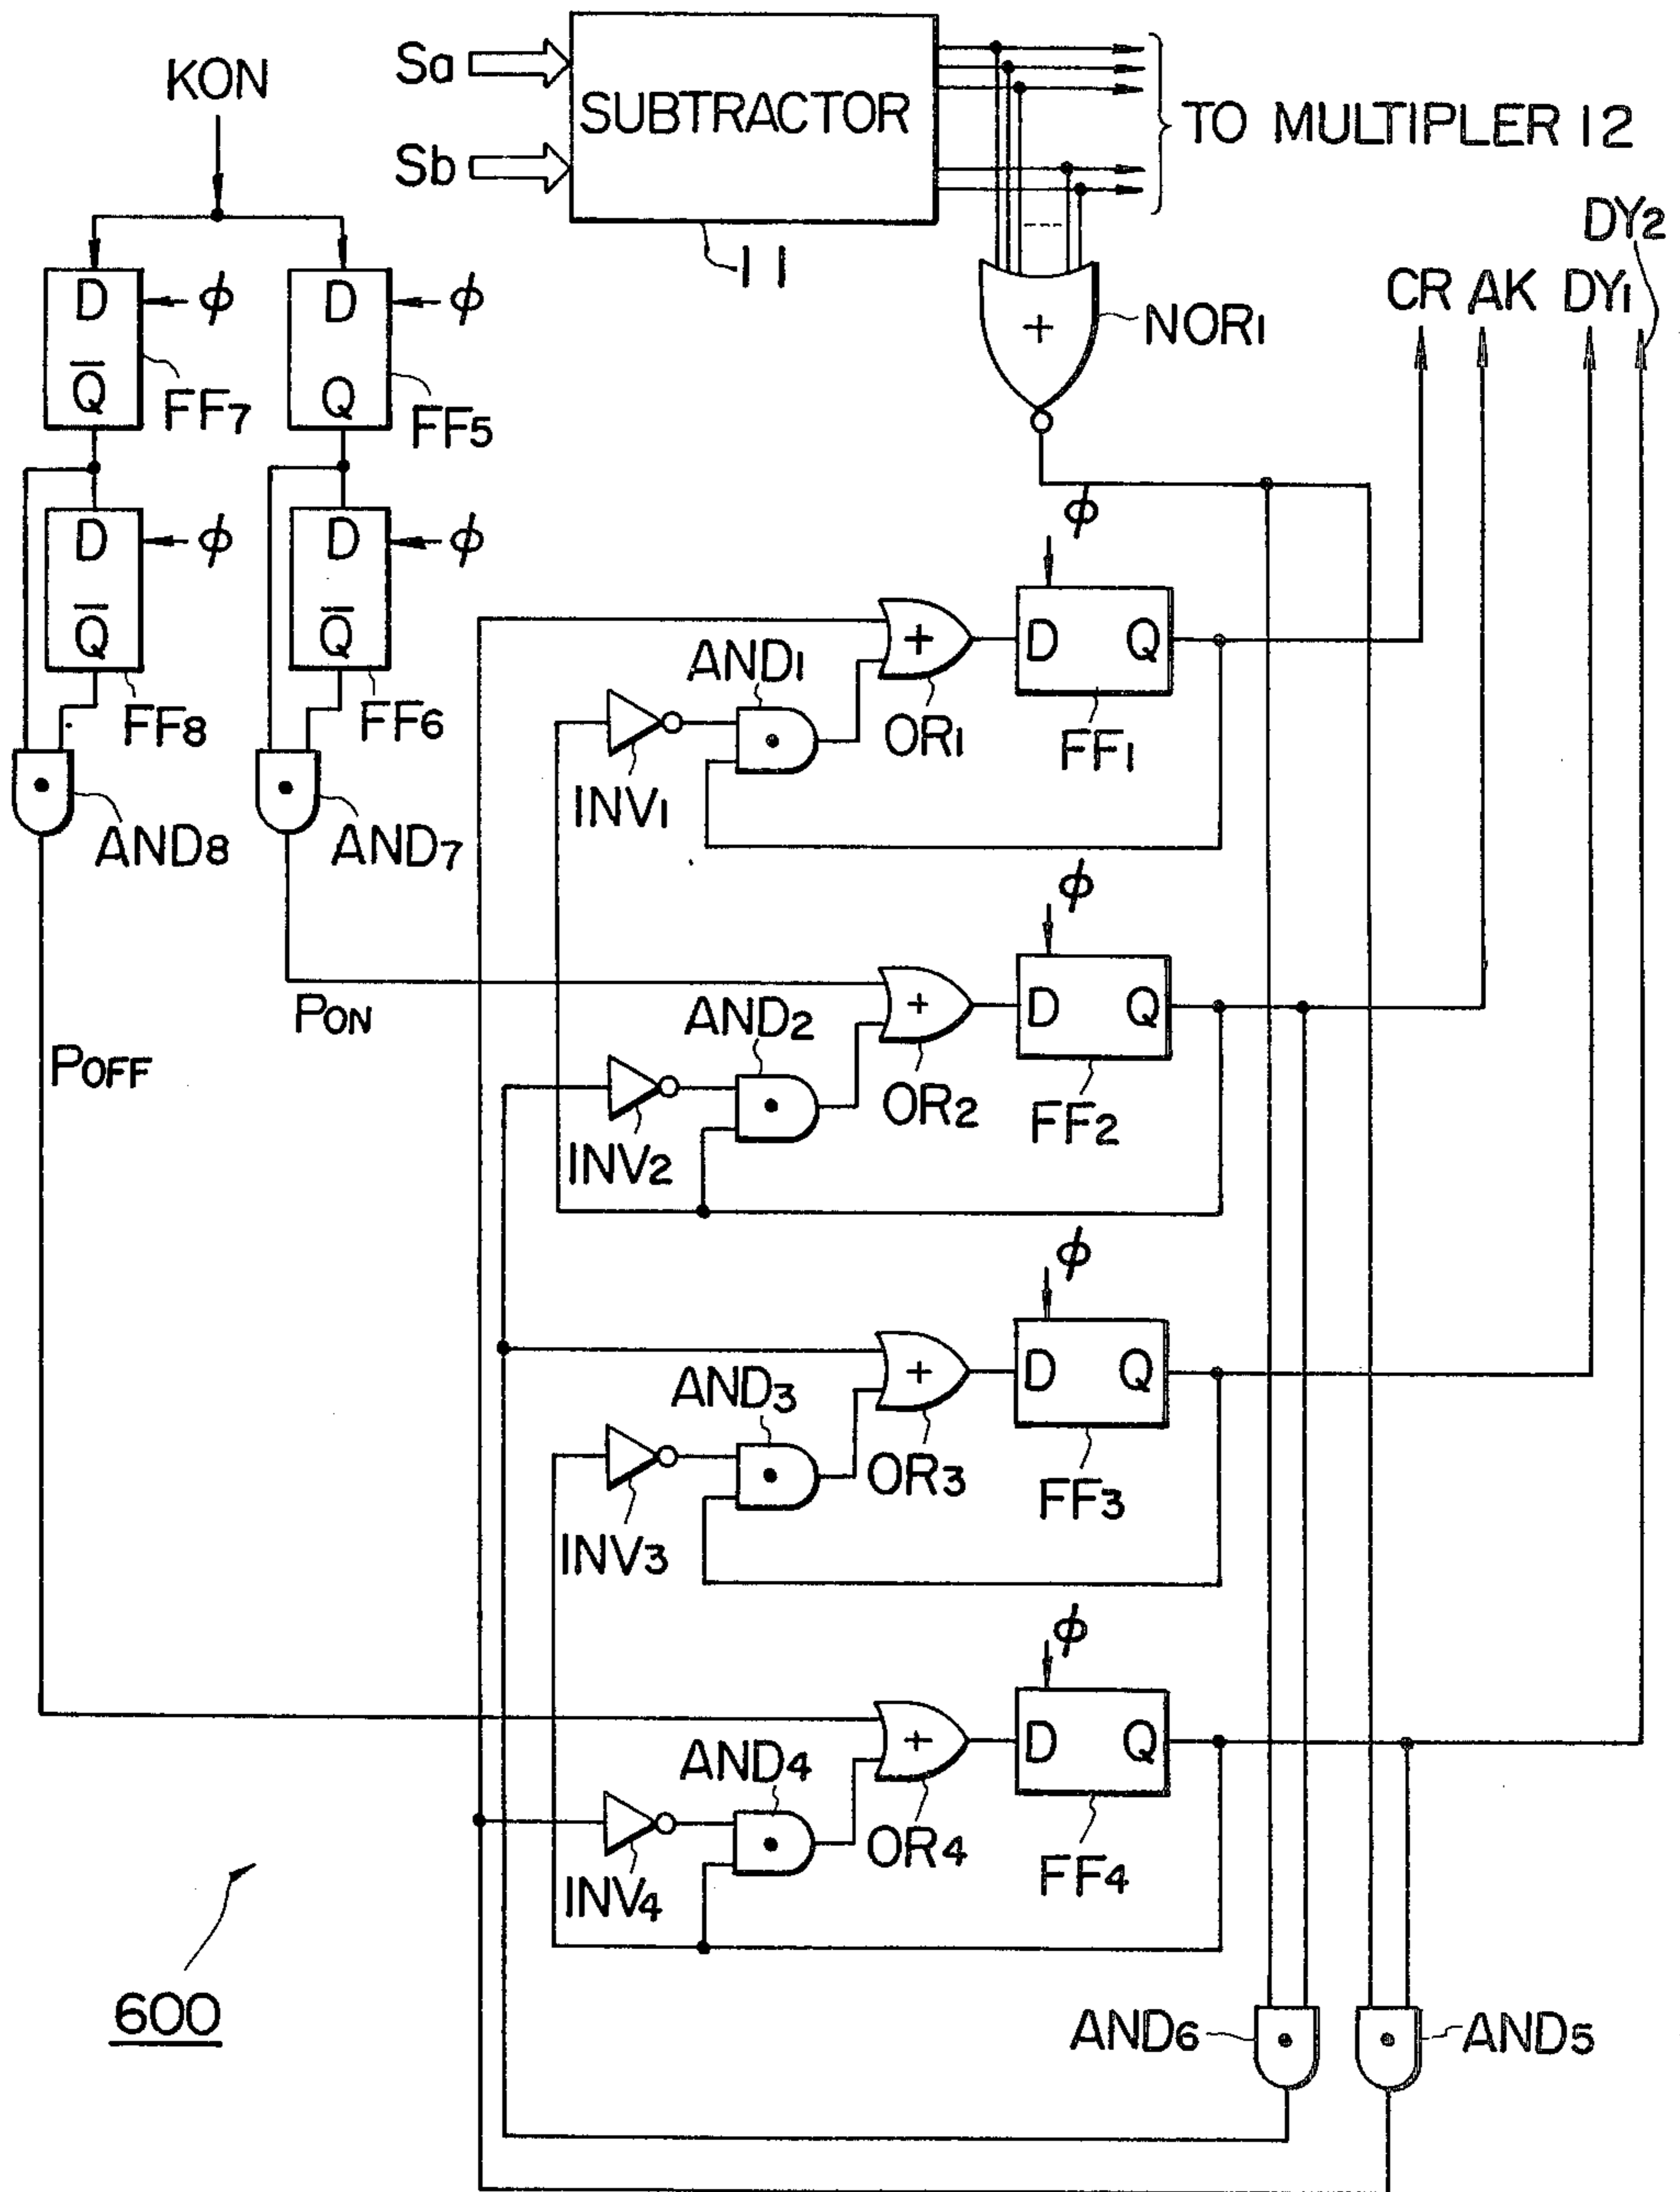 Sa
KON
SUBTRACTOR
TO MULTIPLER 12
Sb
DY2
11
D
ϕ
D
ϕ
CR AK DY1
NOR1
Q̅
FF7
Q
FF5
ϕ
D
ϕ
D
ϕ
Q̅
Q̅
AND1
D Q
FF8
FF6
OR1
FF1
INV1
AND8
AND7
ϕ
PON
AND2
D Q
POFF
OR2
FF2
INV2
ϕ
AND3
D Q
OR3
FF3
INV3
ϕ
AND4
D Q
OR4
FF4
INV4
600
AND6
AND5
+
+
+
+
+